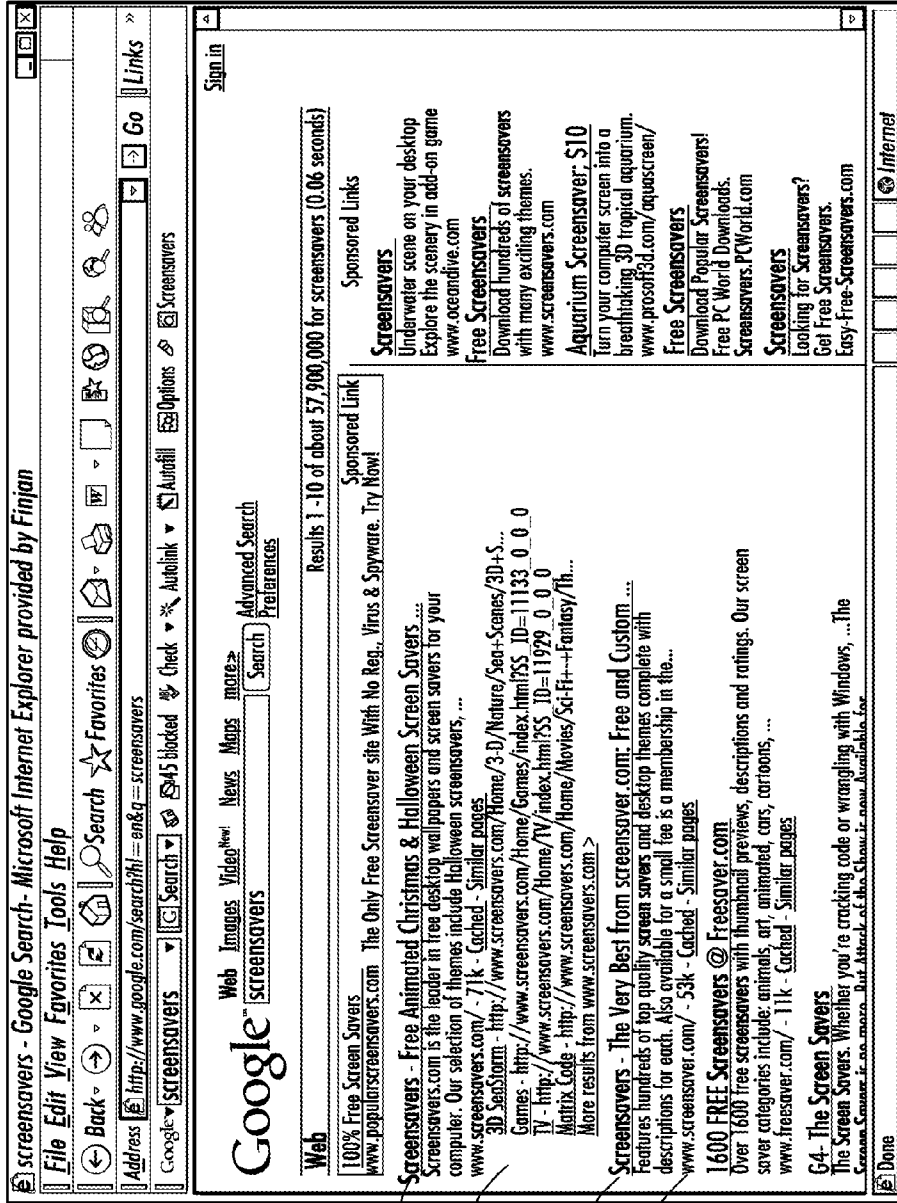 screensavers - Google Search- Microsoft Internet Explorer provided by Finjan
File Edit View Favorites Tools Help
Back Search Favorites
Address http://www.google.com/search?hl=en&q=screensavers Go Links »
Google screensavers G Search 45 blocked Check Autolink Autofill Options Screensavers
Sign in
Web Images Video New! News Maps more»
Google™ screensavers Search Advanced Search
Preferences
Web Results 1 -10 of about 57,900,000 for screensavers (0.06 seconds)
100% Free Screen Savers Sponsored Link
www.popularscreensavers.com The Only Free Screensaver site With No Reg., Virus & Spyware. Try Now!
Screensavers - Free Animated Christmas & Halloween Screen Savers ...
Screensavers.com is the leader in free desktop wallpapers and screen savers for your
computer. Our selection of themes include Halloween screensavers, ...
www.screensavers.com/ - 71k - Cached - Similar pages
3D SeaStorm - http://www.screensavers.com/Home/3-D/Nature/Sea+Scenes/3D+S...
Games - http://www.screensavers.com/Home/Games/index.html?SS_ID=11133_0_0_0
TV - http://www.screensavers.com/Home/TV/index.html?SS_ID=11929_0_0_0
Matrix Code - http://www.screensavers.com/Home/Movies/Sci-Fi+-+Fantasy/Th...
More results from www.screensavers.com >
Screensavers - The Very Best from screensaver.com: Free and Custom ...
Features hundreds of top quality screen savers and desktop themes complete with
descriptions for each. Also available for a small fee is a membership in the...
www.screensaver.com/ - 53k - Cached - Similar pages
1600 FREE Screensavers @ Freesaver.com
Over 1600 free screensavers with thumbnail previews, descriptions and ratings. Our screen
saver categories include: animals, art, animated, cars, cartoons, ...
www.freesaver.com/ - 11k - Cached - Similar pages
G4- The Screen Savers
The Screen Savers. Whether you're cracking code or wrangling with Windows, ...The
Screen Savers is no more. But Attack of the Show is now Available for
Sponsored Links
Screensavers
Underwater scene on your desktop
Explore the scenery in add-on game
www.oceandive.com
Free Screensavers
Download hundreds of screensavers
with many exciting themes.
www.screensavers.com
Aquarium Screensaver; $10
Turn your computer screen into a
breathtaking 3D tropical aquarium.
www.prosoft3d.com/aquascreen/
Free Screensavers
Download Popular Screensavers!
Free PC World Downloads.
Screensavers.PCWorld.com
Screensavers
Looking for Screensavers?
Get Free Screensavers.
Easy-Free-Screensavers.com
Done Internet